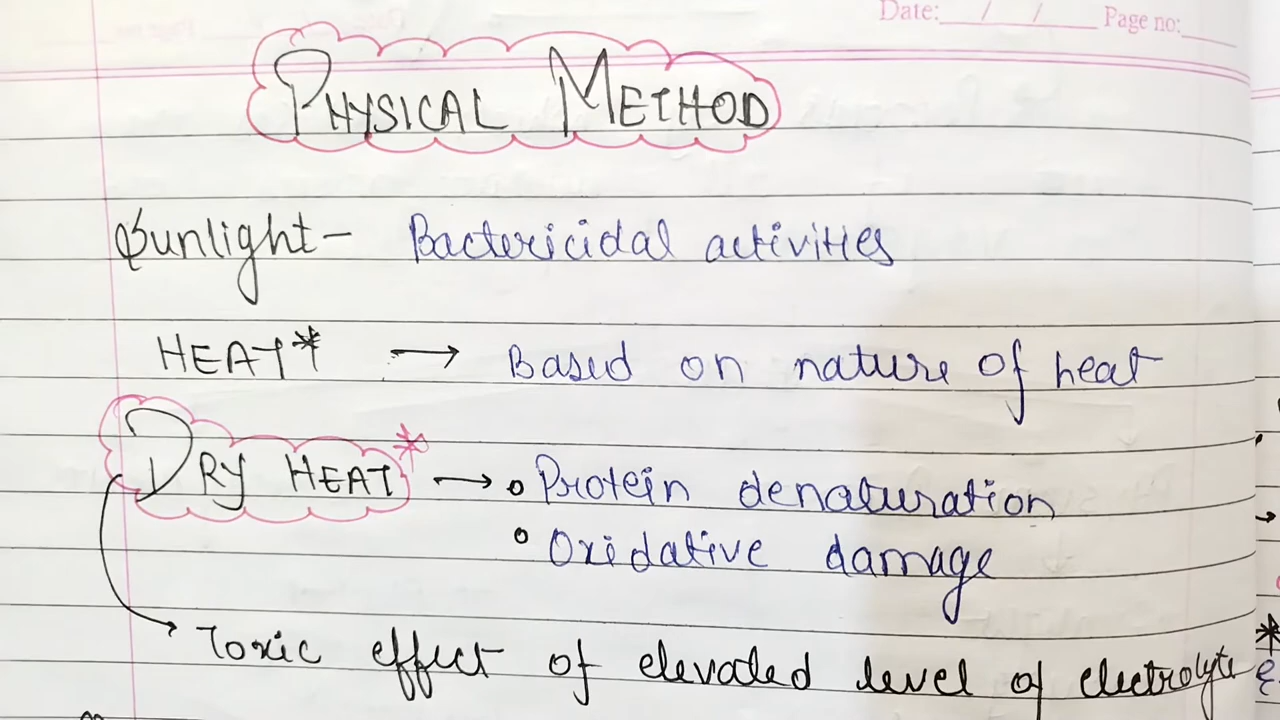 Date: / / Page no:
PHYSICAL METHOD
Sunlight - Bactericidal activities
HEAT* → Based on nature of heat
DRY HEAT* → • Protein denaturation
• Oxidative damage
→ Toxic effect of elevated level of electrolyte